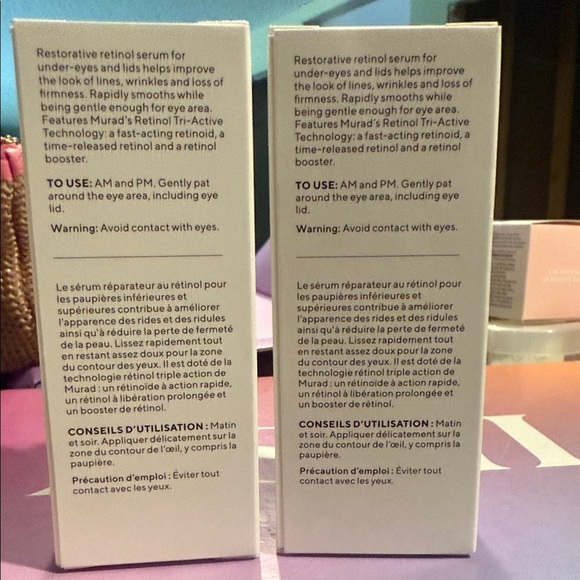 Restorative retinol serum for
under-eyes and lids helps improve
the look of lines, wrinkles and loss of
firmness. Rapidly smooths while
being gentle enough for eye area.
Features Murad's Retinol Tri-Active
Technology: a fast-acting retinoid, a
time-released retinol and a retinol
booster.
TO USE: AM and PM. Gently pat
around the eye area, including eye
lid.
Warning: Avoid contact with eyes.
Le sérum réparateur au rétinol pour
les paupières inférieures et
supérieures contribue à améliorer
l'apparence des rides et des ridules
ainsi qu'à réduire la perte de fermeté
de la peau. Lissez rapidement tout
en restant assez doux pour la zone
du contour des yeux. Il est doté de la
technologie rétinol triple action de
Murad : un rétinoïde à action rapide,
un rétinol à libération prolongée et
un booster de rétinol.
CONSEILS D'UTILISATION : Matin
et soir. Appliquer délicatement sur la
zone du contour de l'œil, y compris la
paupière.
Précaution d'emploi : Éviter tout
contact avec les yeux.
Restorative retinol serum for
under-eyes and lids helps improve
the look of lines, wrinkles and loss of
firmness. Rapidly smooths while
being gentle enough for eye area.
Features Murad's Retinol Tri-Active
Technology: a fast-acting retinoid, a
time-released retinol and a retinol
booster.
TO USE: AM and PM. Gently pat
around the eye area, including eye
lid.
Warning: Avoid contact with eyes.
Le sérum réparateur au rétinol pour
les paupières inférieures et
supérieures contribue à améliorer
l'apparence des rides et des ridules
ainsi qu'à réduire la perte de fermeté
de la peau. Lissez rapidement tout
en restant assez doux pour la zone
du contour des yeux. Il est doté de la
technologie rétinol triple action de
Murad : un rétinoïde à action rapide,
un rétinol à libération prolongée et
un booster de rétinol.
CONSEILS D'UTILISATION : Matin
et soir. Appliquer délicatement sur la
zone du contour de l'œil, y compris la
paupière.
Précaution d'emploi : Éviter tout
contact avec les yeux.